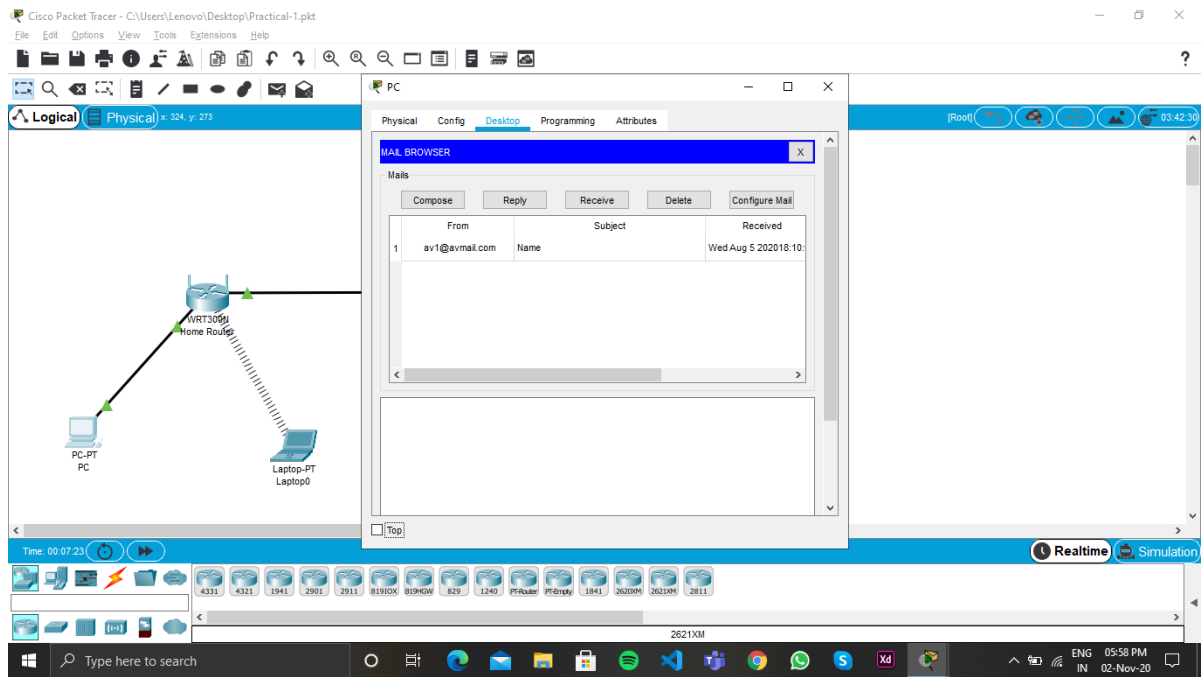 Cisco Packet Tracer - C:\Users\Lenovo\Desktop\Practical-1.pkt
File Edit Options View Tools Extensions Help
?
PC
Logical Physical x: 324, y: 273
[Root] 03:42:30
Physical Config Desktop Programming Attributes
MAIL BROWSER X
Mails
Compose Reply Receive Delete Configure Mail
From Subject Received
1 av1@avmail.com Name Wed Aug 5 202018:10:
WRT300N
Home Router
PC-PT
PC
Laptop-PT
Laptop0
Top
Time: 00:07:23
Realtime Simulation
4331 4321 1941 2901 2911 819IOX 819HGW 829 1240 PT-Router PT-Empty 1841 2620XM 2621XM 2811
2621XM
Type here to search
Xd
ENG 05:58 PM
IN 02-Nov-20